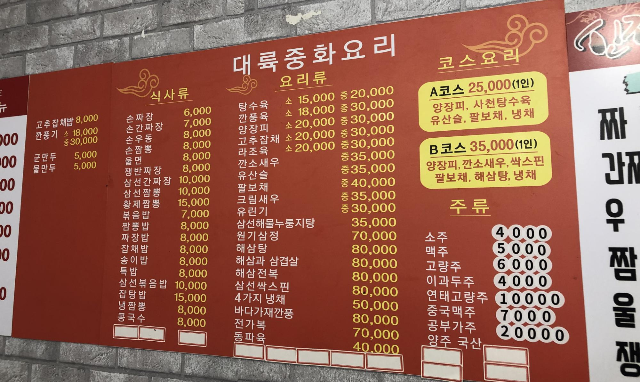 대륙중화요리
고추잡채밥 8,000
깐풍기 소 18,000
중 30,000
군만두 5,000
물만두 5,000
식사류
손짜장 6,000
손간짜장 7,000
손우동 8,000
손짬뽕 8,000
울면 8,000
쟁반짜장 8,000
삼선간짜장 10,000
삼선짬뽕 10,000
황제짬뽕 15,000
볶음밥 7,000
짬뽕밥 8,000
짜장밥 8,000
잡채밥 8,000
송이밥 8,000
특밥 8,000
삼선볶음밥 10,000
잡탕밥 15,000
냉짬뽕 8,000
콩국수 8,000
요리류
탕수육 소 15,000 중 20,000
깐풍육 소 18,000 중 30,000
양장피 소 20,000 중 30,000
고추잡채 소 20,000 중 30,000
라조육 소 20,000 중 30,000
깐소새우 중 35,000
유산슬 중 35,000
팔보채 중 40,000
크림새우 중 35,000
유린기 중 30,000
삼선해물누룽지탕 35,000
원기삼정 70,000
해삼탕 80,000
해삼과 삼겹살 80,000
해삼전복 80,000
삼선싹스핀 80,000
4가지 냉채 50,000
바다가재깐풍 80,000
전가복 70,000
동파육 40,000
코스요리
A코스 25,000(1인)
양장피, 사천탕수육
유산슬, 팔보채, 냉채
B코스 35,000(1인)
양장피, 깐소새우, 싹스핀
팔보채, 해삼탕, 냉채
주류
소주 4000
맥주 5000
고량주 6000
이과두주 4000
연태고량주 10000
중국맥주 7000
공부가주 20000
양주 국산
짜
간짜
우
짬
울
쟁